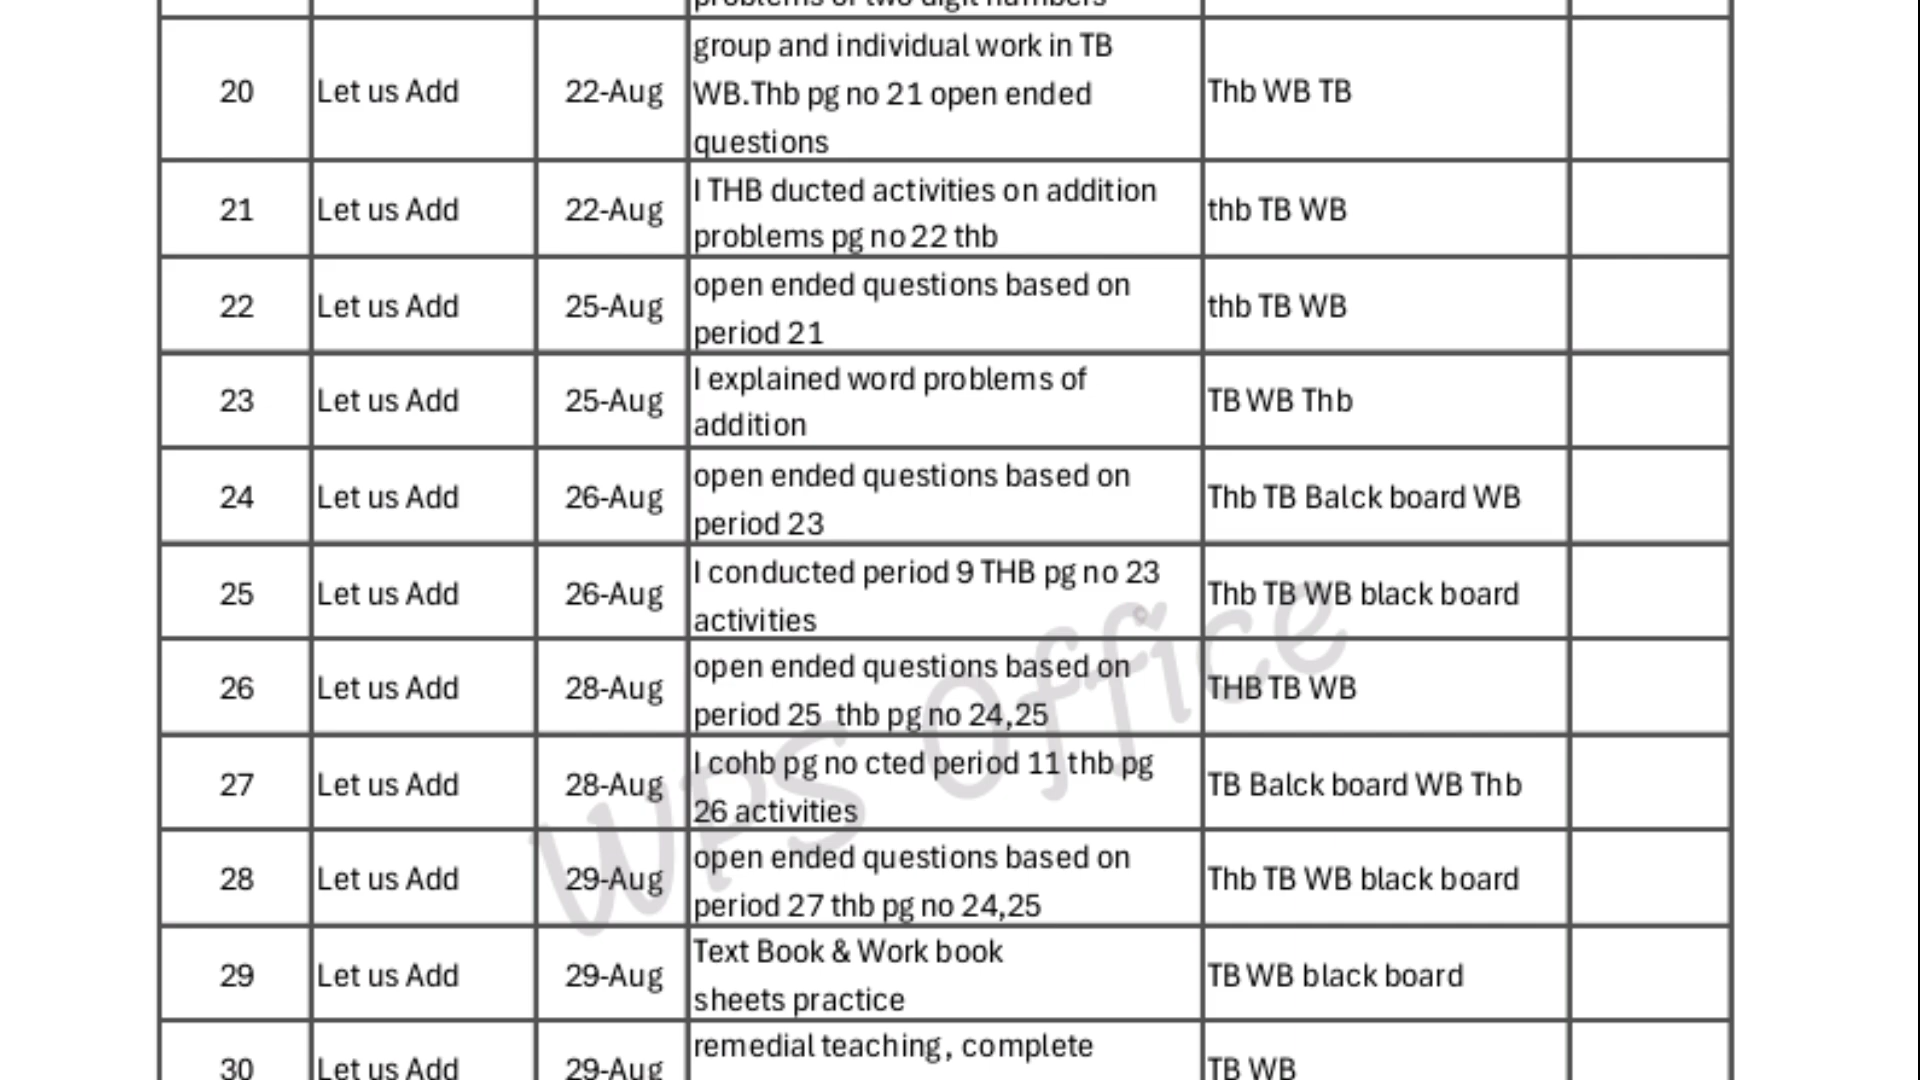 problems of two digit numbers
20 Let us Add 22-Aug group and individual work in TB WB.Thb pg no 21 open ended questions Thb WB TB
21 Let us Add 22-Aug I THB ducted activities on addition problems pg no 22 thb thb TB WB
22 Let us Add 25-Aug open ended questions based on period 21 thb TB WB
23 Let us Add 25-Aug I explained word problems of addition TB WB Thb
24 Let us Add 26-Aug open ended questions based on period 23 Thb TB Balck board WB
25 Let us Add 26-Aug I conducted period 9 THB pg no 23 activities Thb TB WB black board
26 Let us Add 28-Aug open ended questions based on period 25 thb pg no 24,25 THB TB WB
27 Let us Add 28-Aug I cohb pg no cted period 11 thb pg 26 activities TB Balck board WB Thb
28 Let us Add 29-Aug open ended questions based on period 27 thb pg no 24,25 Thb TB WB black board
29 Let us Add 29-Aug Text Book & Work book sheets practice TB WB black board
30 Let us Add 29-Aug remedial teaching, complete TB WB
WPS Office